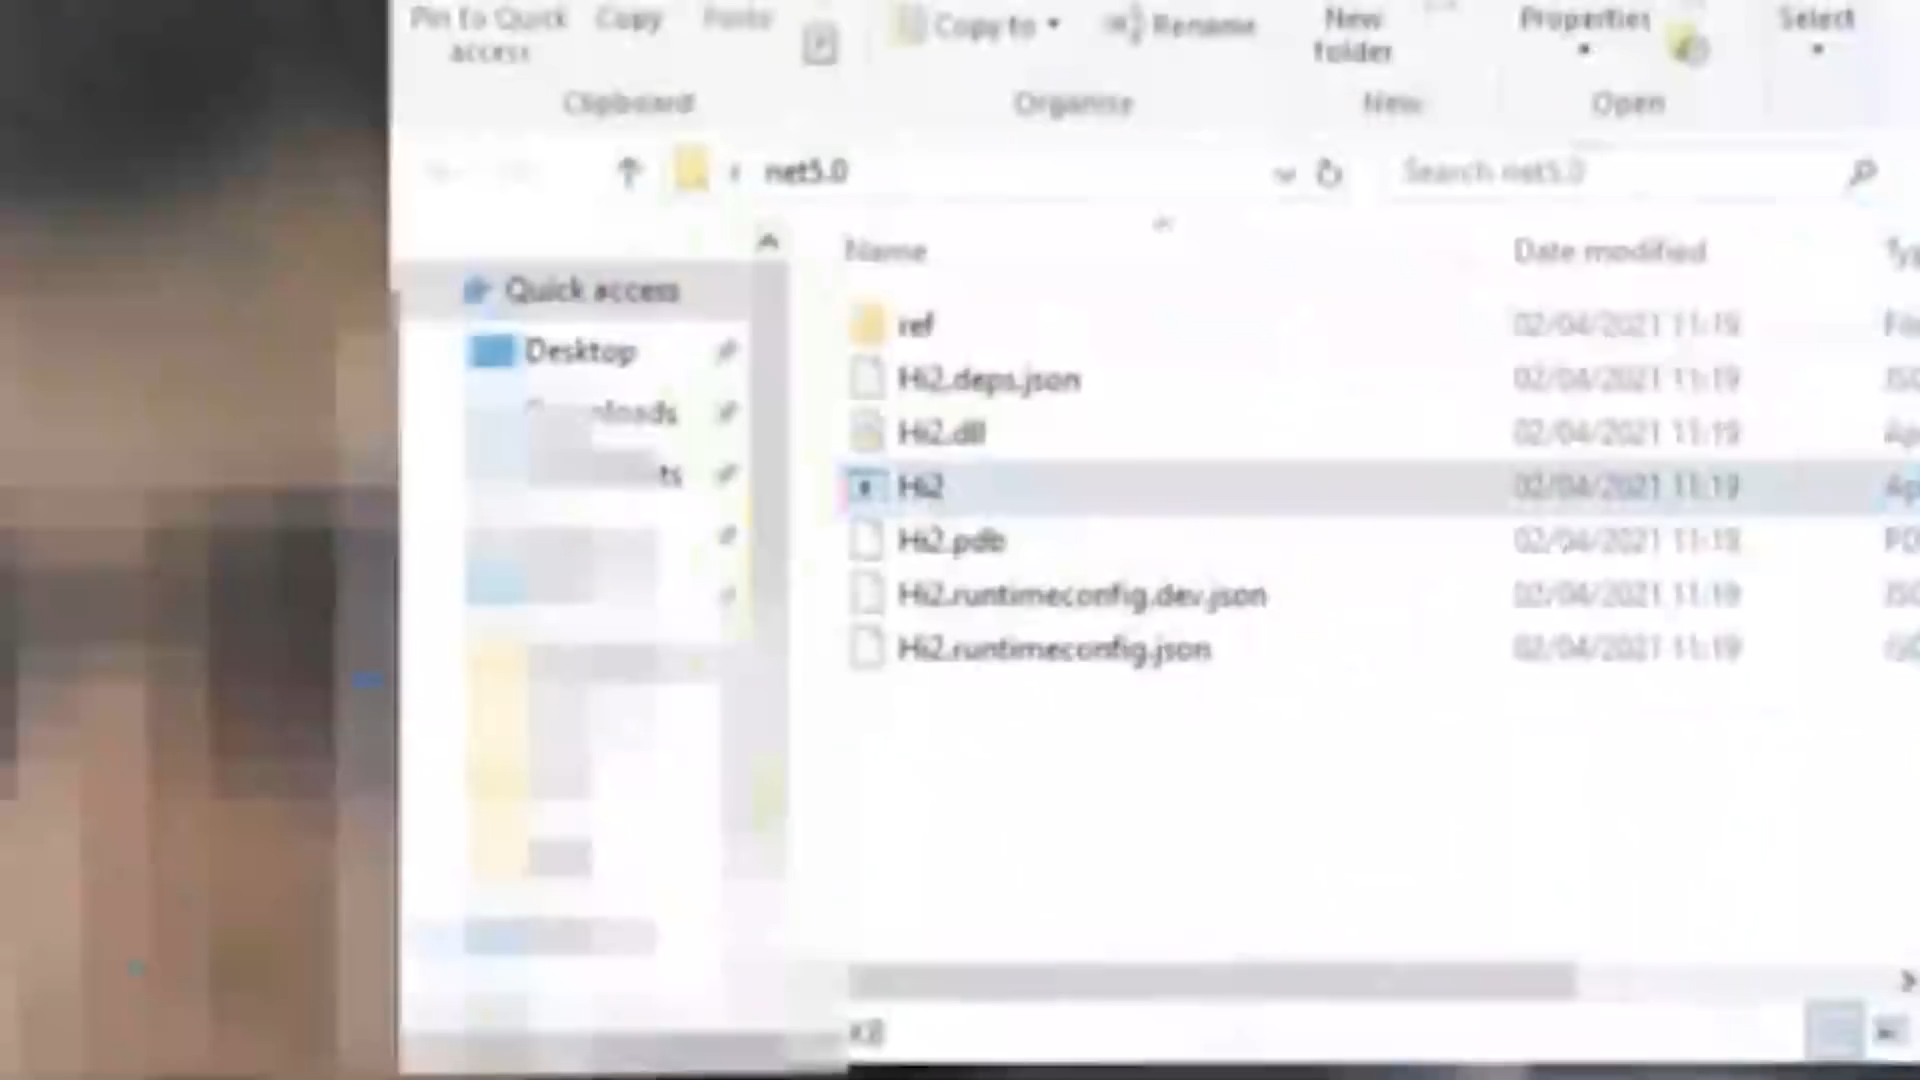 Pin to Quick access
Copy
Paste
Copy to
Rename
New folder
Properties
Select
Clipboard
Organise
New
Open
net5.0
Search net5.0
Name
Date modified
Quick access
ref
02/04/2021 11:19
Desktop
Hi2.deps.json
02/04/2021 11:19
Hi2.dll
02/04/2021 11:19
Hi2
02/04/2021 11:19
Hi2.pdb
02/04/2021 11:19
Hi2.runtimeconfig.dev.json
02/04/2021 11:19
Hi2.runtimeconfig.json
02/04/2021 11:19
KB